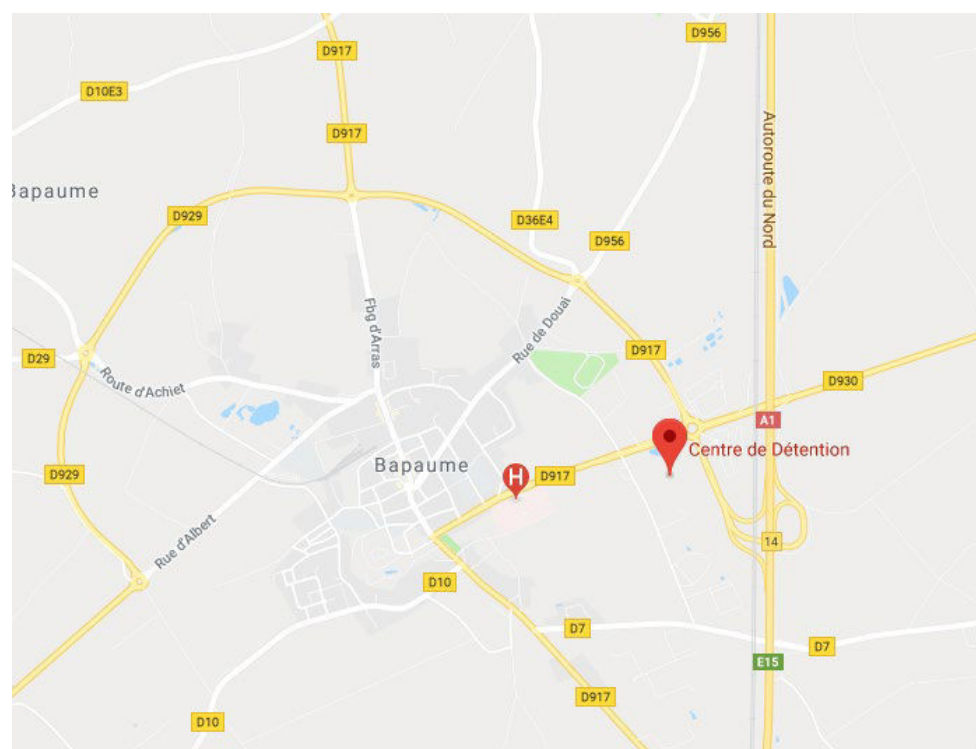 D917
D956
D10E3
D917
Autoroute du Nord
Bapaume
D929
D36E4
D956
Fbg d'Arras
Rue de Douai
D29
D917
Route d'Achiet
D930
A1
Centre de Détention
Bapaume
H
D917
D929
Rue d'Albert
14
D10
D7
D7
E15
D917
D10